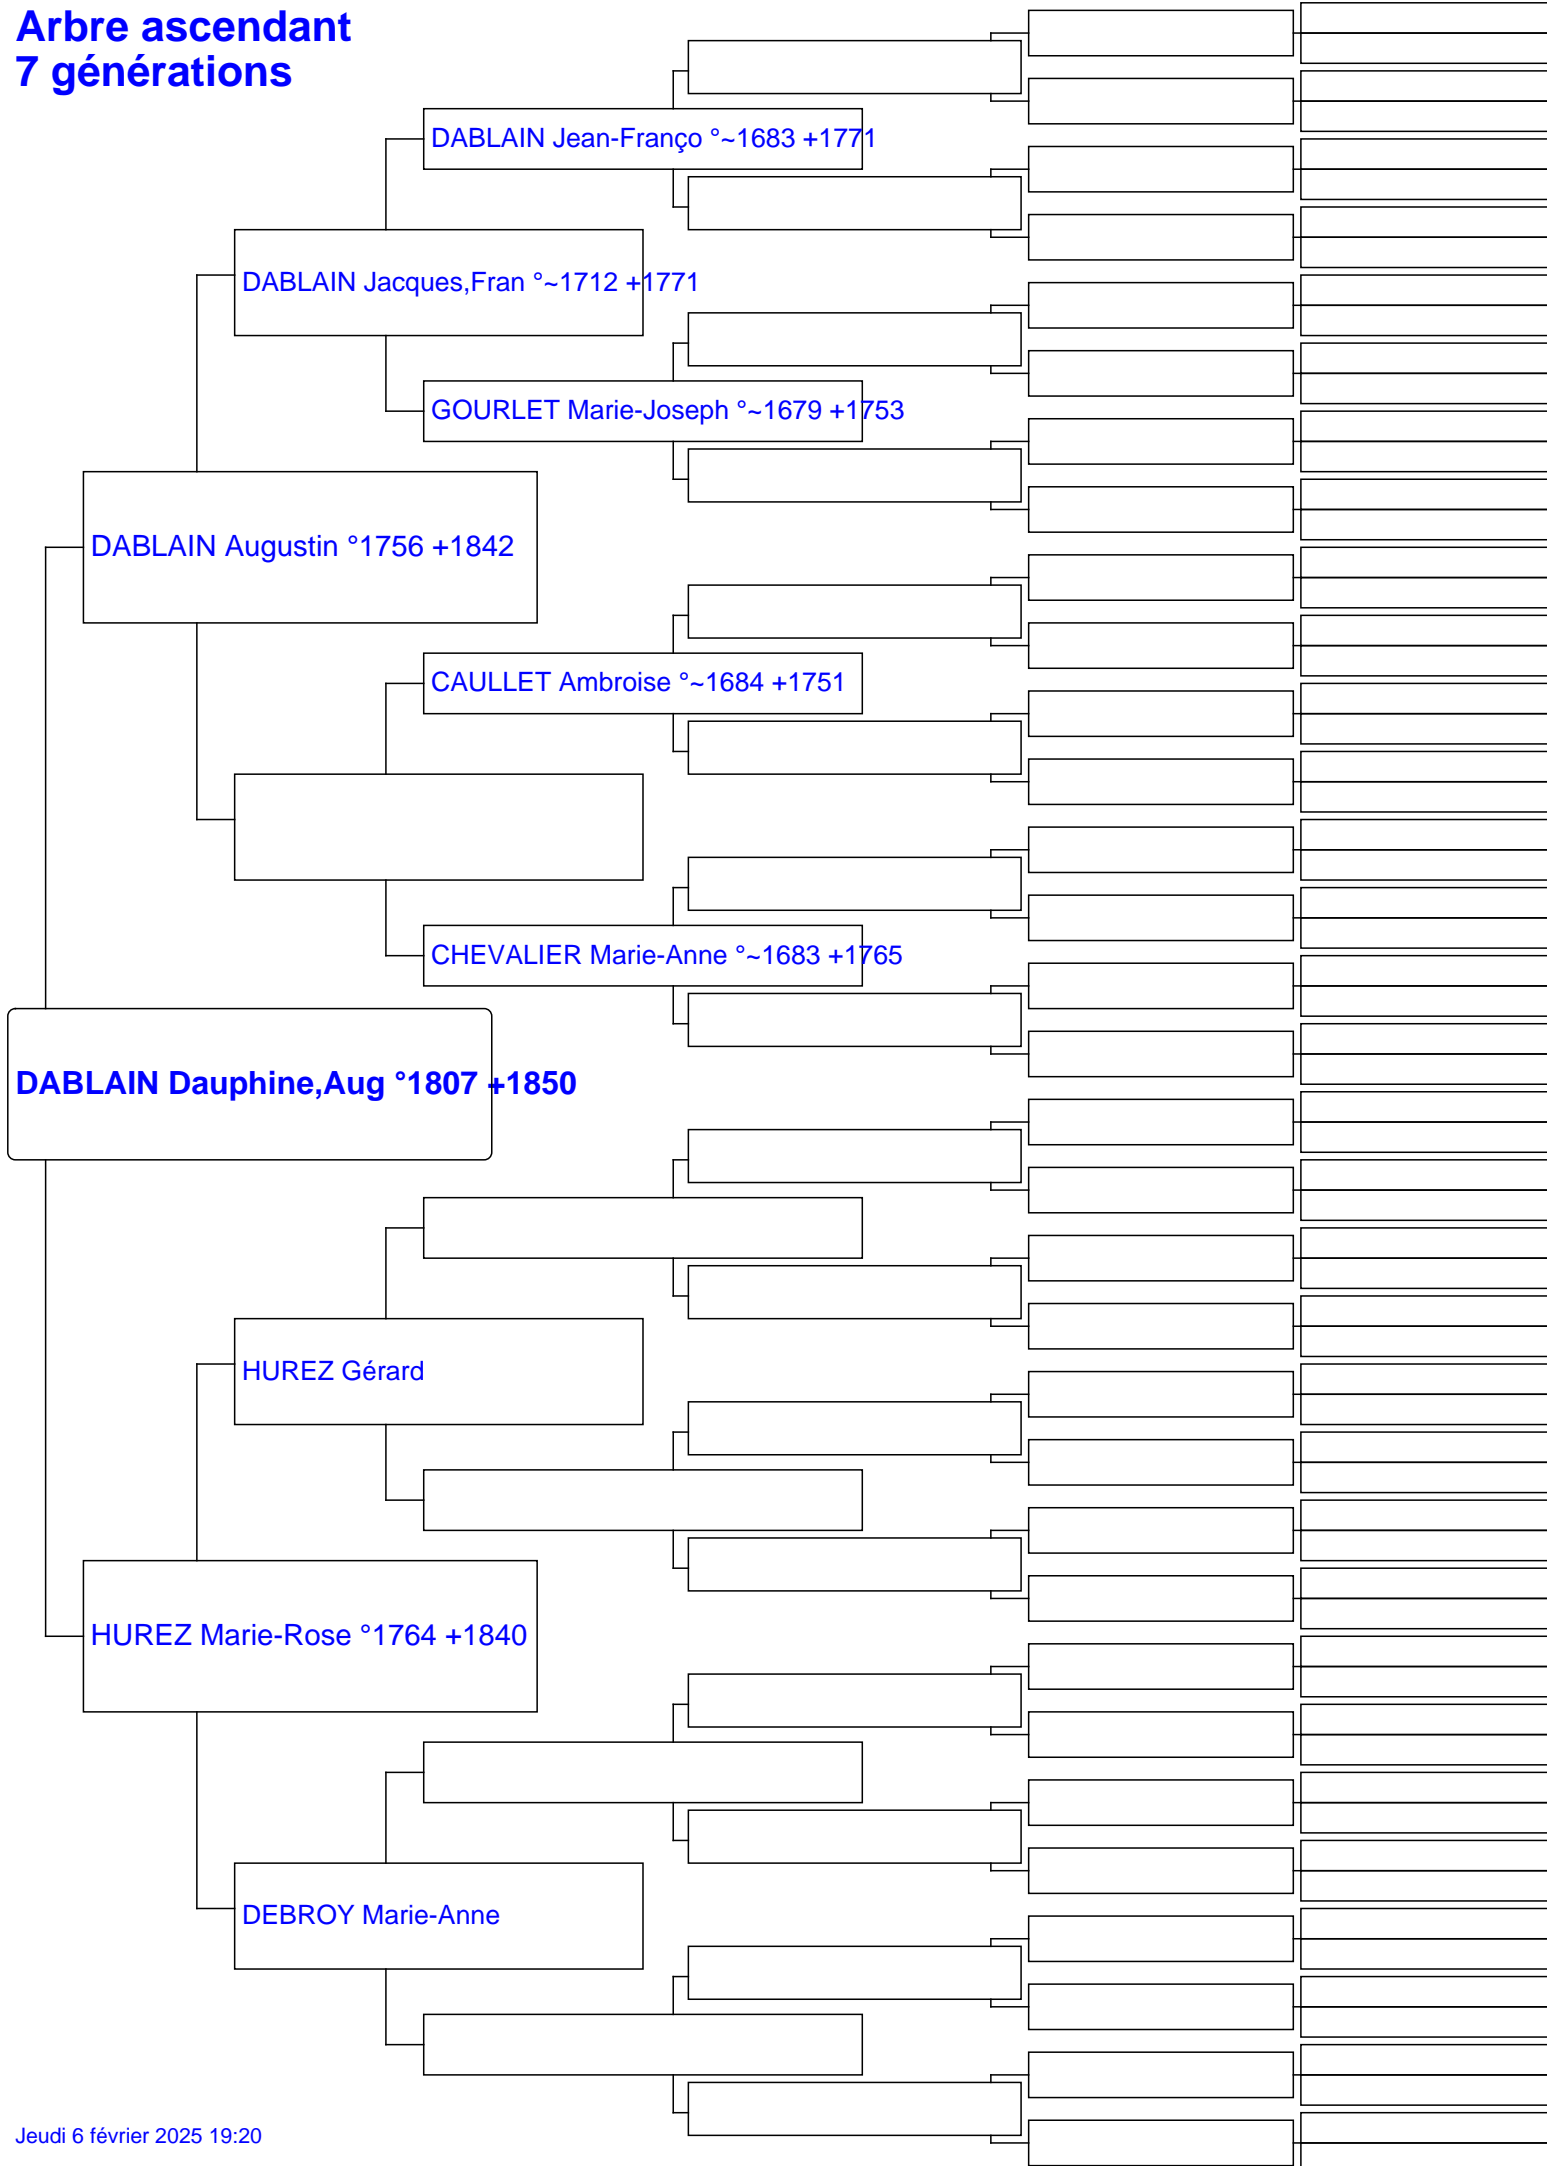 Arbre ascendant
7 générations
DABLAIN Jean-Franço °~1683 +1771
DABLAIN Jacques,Fran °~1712 +1771
GOURLET Marie-Joseph °~1679 +1753
DABLAIN Augustin °1756 +1842
CAULLET Ambroise °~1684 +1751
CHEVALIER Marie-Anne °~1683 +1765
DABLAIN Dauphine,Aug °1807 +1850
HUREZ Gérard
HUREZ Marie-Rose °1764 +1840
DEBROY Marie-Anne
Jeudi 6 février 2025 19:20